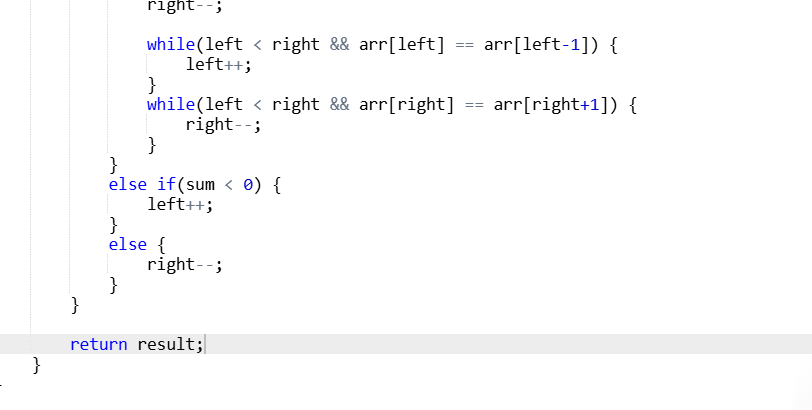 right--;
while(left < right && arr[left] == arr[left-1]) {
left++;
}
while(left < right && arr[right] == arr[right+1]) {
right--;
}
}
else if(sum < 0) {
left++;
}
else {
right--;
}
}
return result;
}